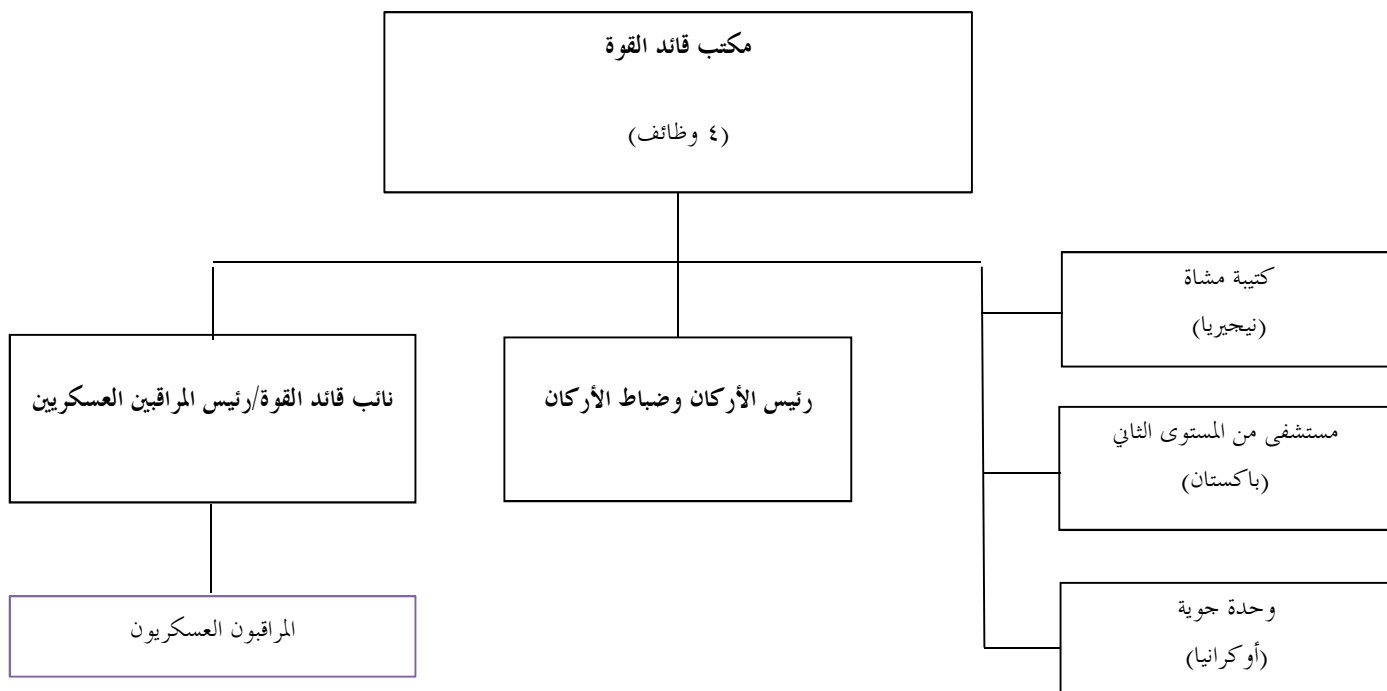 مكتب قائد القوة
(٤ وظائف)
كتيبة مشاة
(نيجيريا)
رئيس الأركان وضباط الأركان
نائب قائد القوة/رئيس المراقبين العسكريين
مستشفى من المستوى الثاني
(باكستان)
وحدة جوية
(أوكرانيا)
المراقبون العسكريون